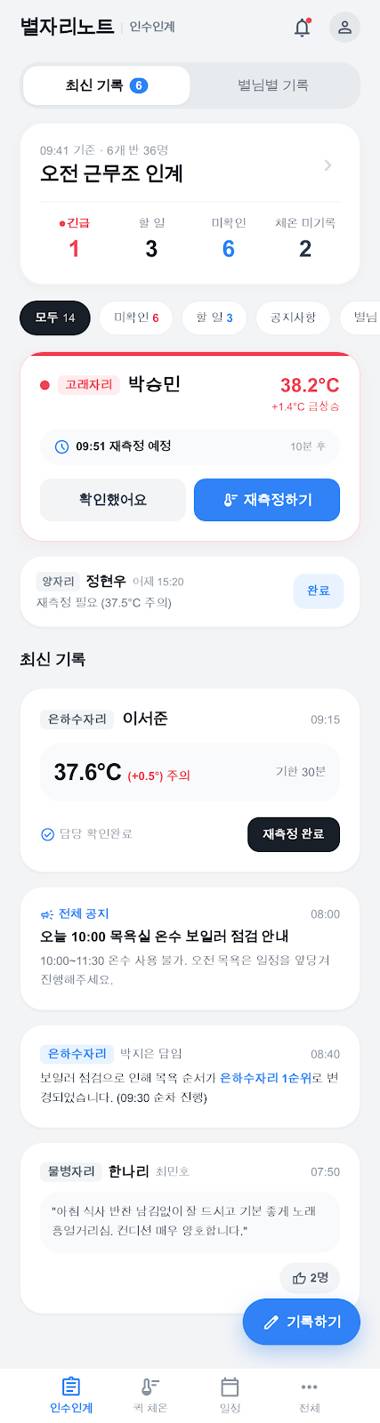 별자리노트 인수인계
최신 기록 6 별님별 기록
09:41 기준 · 6개 반 36명
오전 근무조 인계
긴급 할 일 미확인 체온 미기록
1 3 6 2
모두 14 미확인 6 할 일 3 공지사항 별님
고래자리 박승민 38.2°C
+1.4°C 급상승
09:51 재측정 예정 10분 후
확인했어요 재측정하기
양자리 정현우 어제 15:20
재측정 필요 (37.5°C 주의)
완료
최신 기록
은하수자리 이서준 09:15
37.6°C (+0.5°) 주의 기한 30분
담당 확인완료 재측정 완료
전체 공지 08:00
오늘 10:00 목욕실 온수 보일러 점검 안내
10:00~11:30 온수 사용 불가. 오전 목욕은 일정을 앞당겨
진행해주세요.
은하수자리 박지은 담임 08:40
보일러 점검으로 인해 목욕 순서가 은하수자리 1순위로 변
경되었습니다. (09:30 순차 진행)
물병자리 한나리 최민호 07:50
"아침 식사 반찬 남김없이 잘 드시고 기분 좋게 노래
흥얼거리심. 컨디션 매우 양호합니다."
2명
기록하기
인수인계 퀵 체온 일정 전체